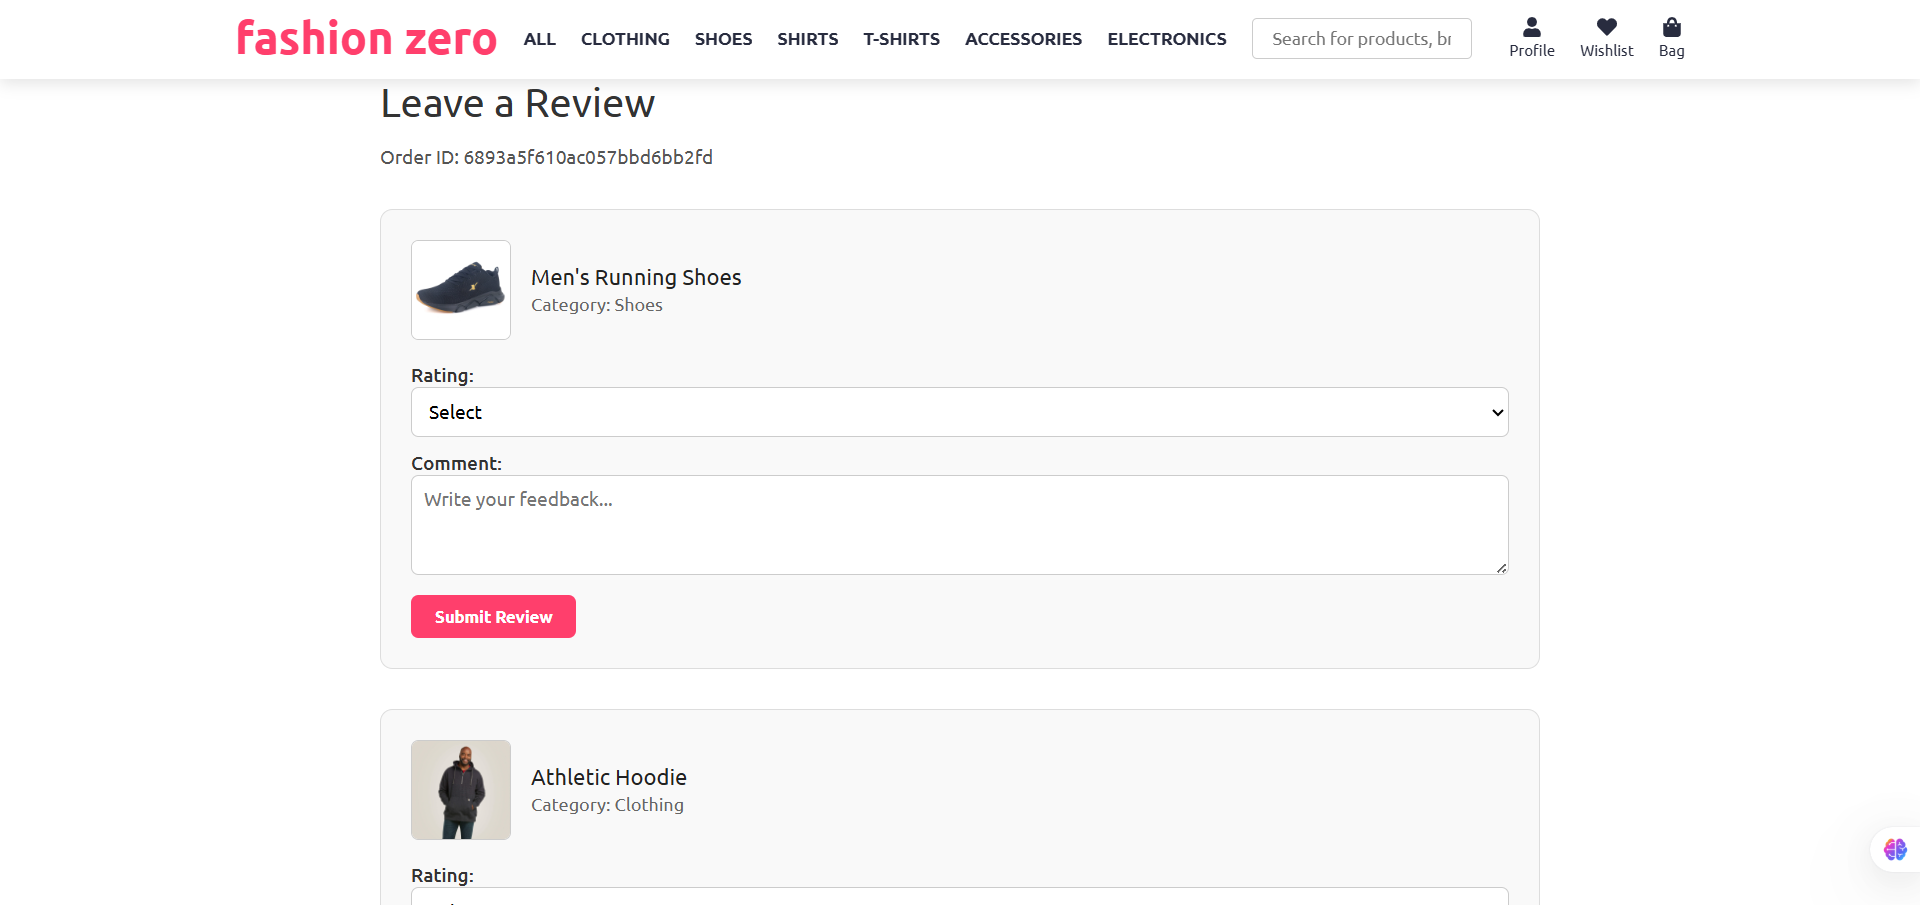 fashion zero ALL CLOTHING SHOES SHIRTS T-SHIRTS ACCESSORIES ELECTRONICS Search for products, br Profile Wishlist Bag
Leave a Review
Order ID: 6893a5f610ac057bbd6bb2fd
Men's Running Shoes
Category: Shoes
Rating:
Select
Comment:
Write your feedback...
Submit Review
Athletic Hoodie
Category: Clothing
Rating: